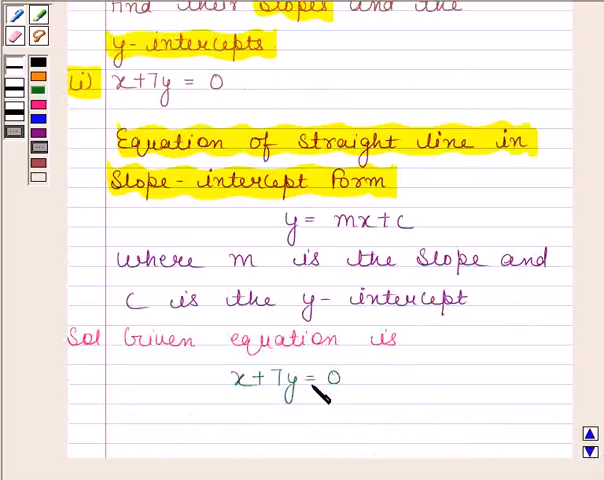 Find their slopes and the
y-intercepts
(i) x+7y = 0
Equation of straight line in
Slope-intercept Form
y = mx+c
where m is the slope and
C is the y-intercept
Sol Given equation is
x+7y = 0